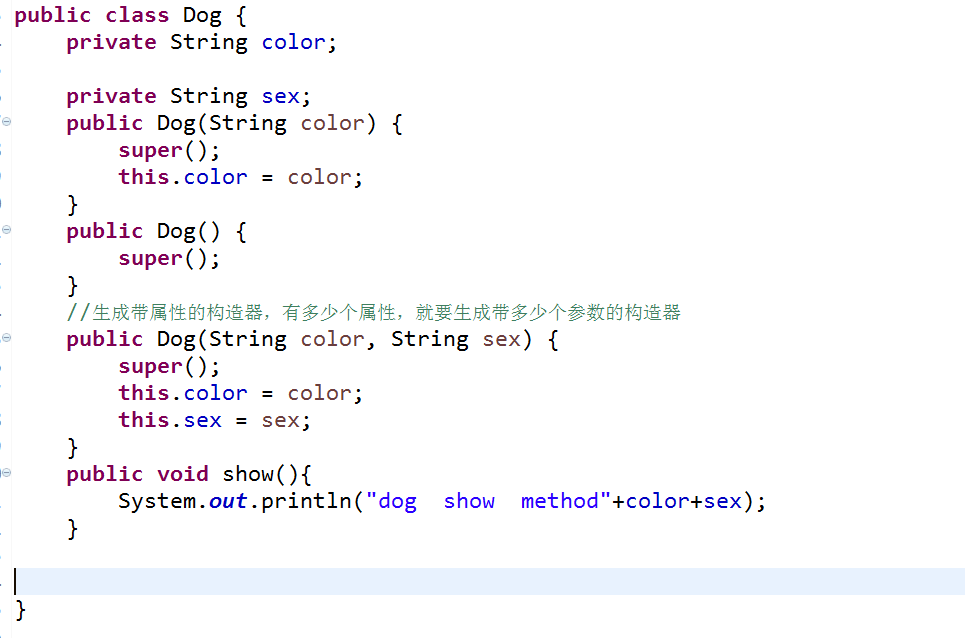 public class Dog {
    private String color;

    private String sex;
    public Dog(String color) {
        super();
        this.color = color;
    }
    public Dog() {
        super();
    }
    //生成带属性的构造器，有多少个属性，就要生成带多少个参数的构造器
    public Dog(String color, String sex) {
        super();
        this.color = color;
        this.sex = sex;
    }
    public void show(){
        System.out.println("dog  show  method"+color+sex);
    }

}